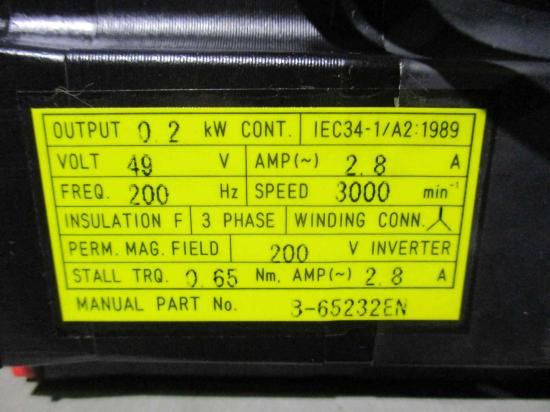 OUTPUT 0.2 kW CONT. IEC34-1/A2:1989
VOLT 49 V AMP(~) 2.8 A
FREQ. 200 Hz SPEED 3000 min⁻¹
INSULATION F 3 PHASE WINDING CONN.
PERM. MAG. FIELD 200 V INVERTER
STALL TRQ. 0.65 Nm, AMP(~) 2.8 A
MANUAL PART No. B-65232EN